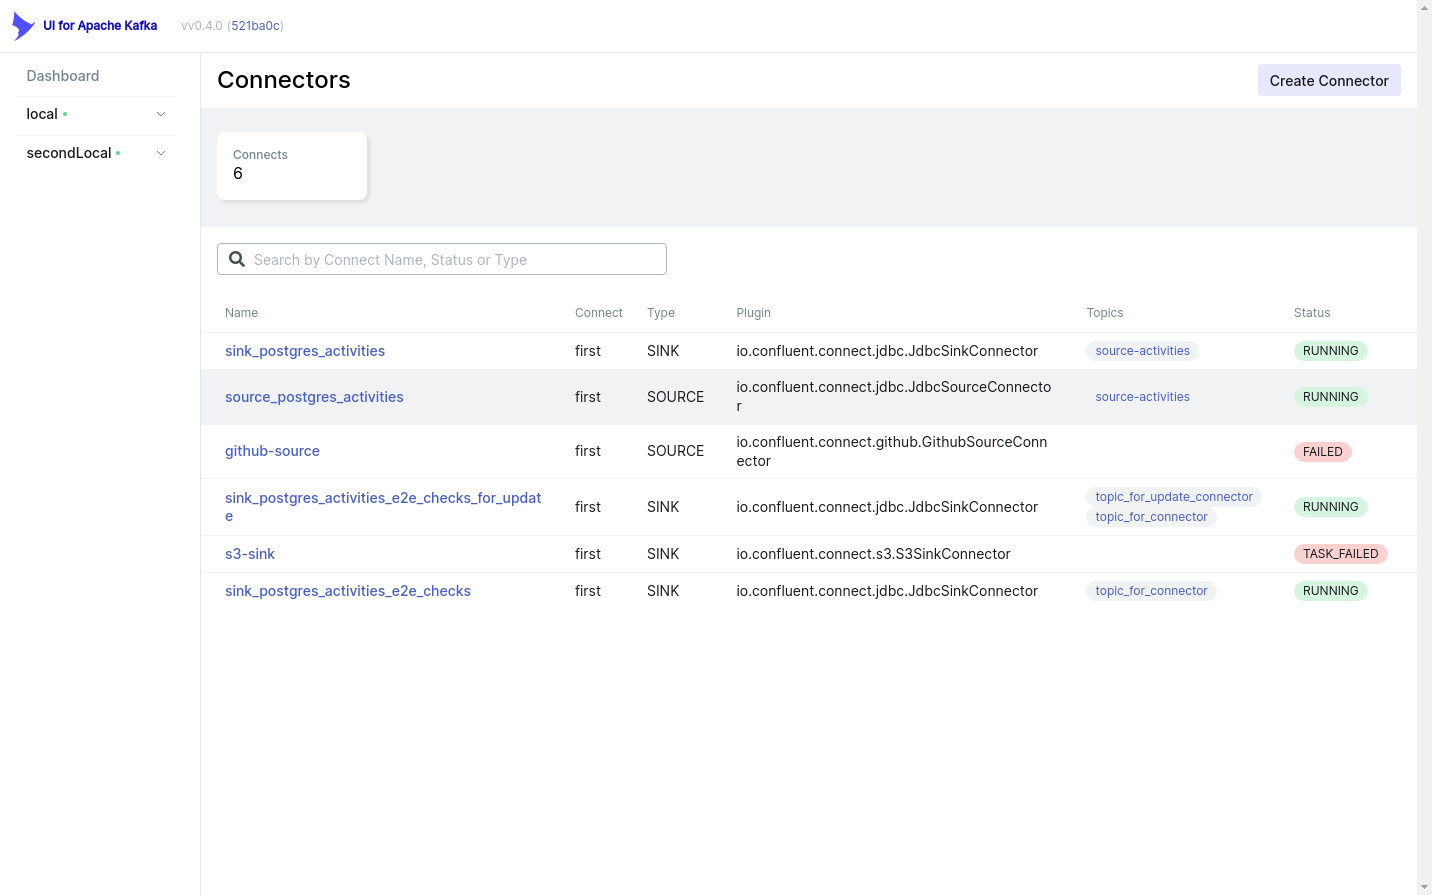 UI for Apache Kafka
vv0.4.0 (521ba0c)
Dashboard
local
secondLocal
Connectors
Create Connector
Connects
6
Search by Connect Name, Status or Type
Name Connect Type Plugin Topics Status
sink_postgres_activities first SINK io.confluent.connect.jdbc.JdbcSinkConnector source-activities RUNNING
source_postgres_activities first SOURCE io.confluent.connect.jdbc.JdbcSourceConnecto
r
source-activities RUNNING
github-source first SOURCE io.confluent.connect.github.GithubSourceConn
ector
FAILED
sink_postgres_activities_e2e_checks_for_updat
e
first SINK io.confluent.connect.jdbc.JdbcSinkConnector
topic_for_update_connector
topic_for_connector
RUNNING
s3-sink first SINK io.confluent.connect.s3.S3SinkConnector TASK_FAILED
sink_postgres_activities_e2e_checks first SINK io.confluent.connect.jdbc.JdbcSinkConnector topic_for_connector RUNNING